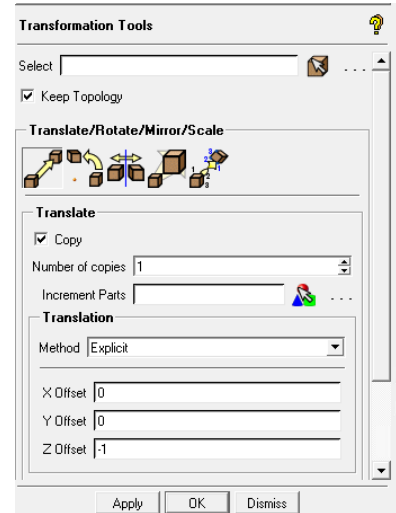 Transformation Tools
Select
...
Keep Topology
Translate/Rotate/Mirror/Scale
Translate
Copy
Number of copies 1
Increment Parts
...
Translation
Method Explicit
X Offset 0
Y Offset 0
Z Offset -1
Apply OK Dismiss